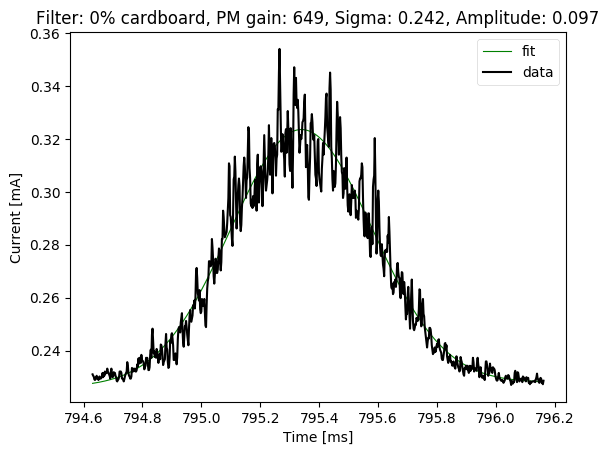 Filter: 0% cardboard, PM gain: 649, Sigma: 0.242, Amplitude: 0.097
0.36
fit
data
0.34
0.32
0.30
0.28
0.26
0.24
Current [mA]
794.6 794.8 795.0 795.2 795.4 795.6 795.8 796.0 796.2
Time [ms]